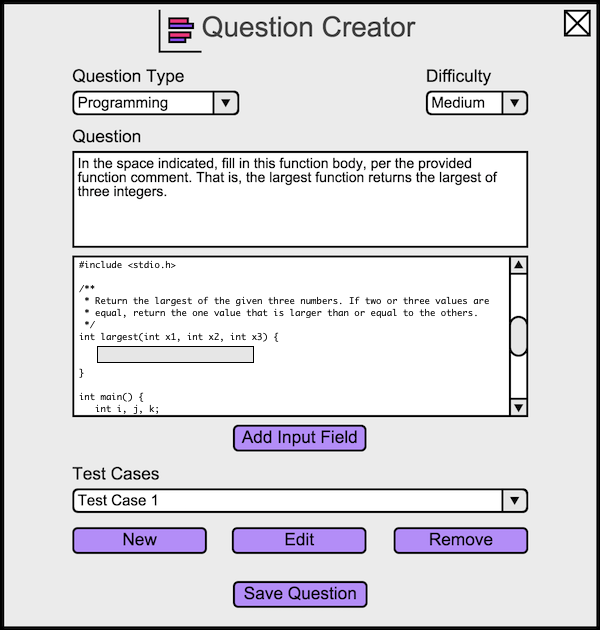 Question Creator
Question Type
Difficulty
Programming
Medium
Question
In the space indicated, fill in this function body, per the provided
function comment. That is, the largest function returns the largest of
three integers.
#include <stdio.h>
/**
* Return the largest of the given three numbers. If two or three values are
* equal, return the one value that is larger than or equal to the others.
*/
int largest(int x1, int x2, int x3) {
}
int main() {
int i, j, k;
Add Input Field
Test Cases
Test Case 1
New
Edit
Remove
Save Question